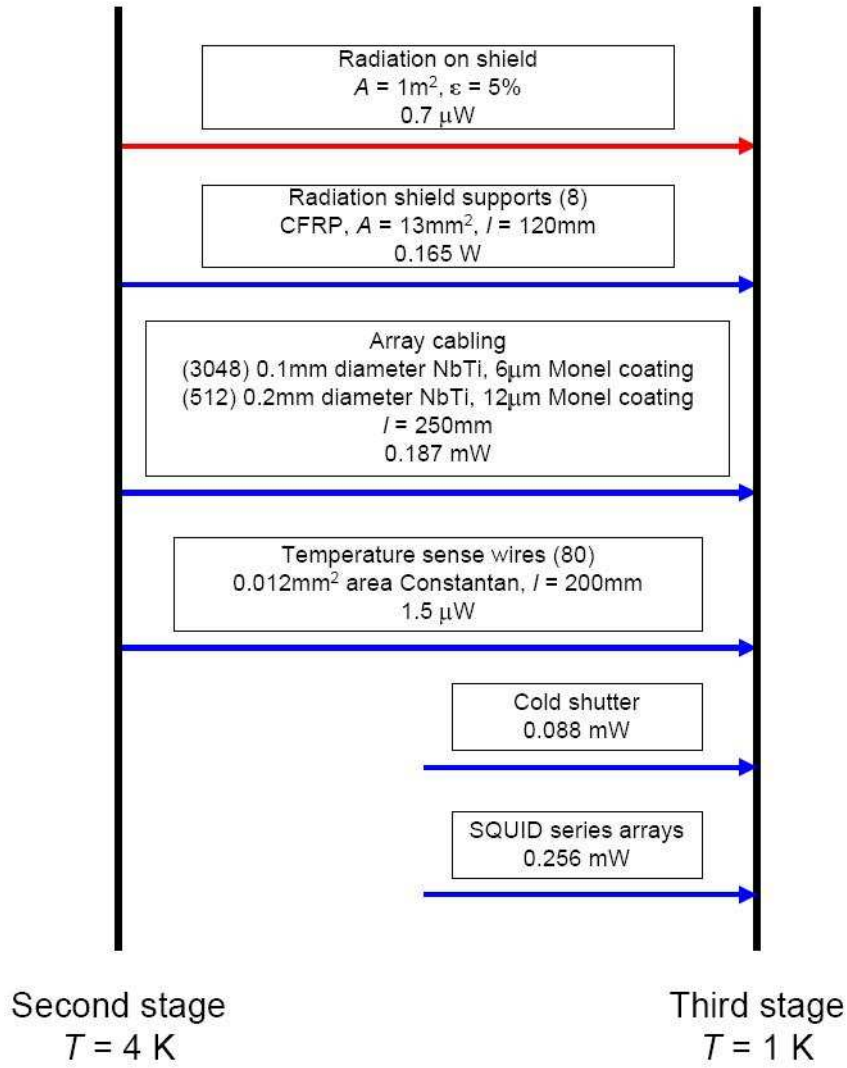 Radiation on shield
A = 1m², ε = 5%
0.7 μW
Radiation shield supports (8)
CFRP, A = 13mm², l = 120mm
0.165 W
Array cabling
(3048) 0.1mm diameter NbTi, 6μm Monel coating
(512) 0.2mm diameter NbTi, 12μm Monel coating
l = 250mm
0.187 mW
Temperature sense wires (80)
0.012mm² area Constantan, l = 200mm
1.5 μW
Cold shutter
0.088 mW
SQUID series arrays
0.256 mW
Second stage
T = 4 K
Third stage
T = 1 K